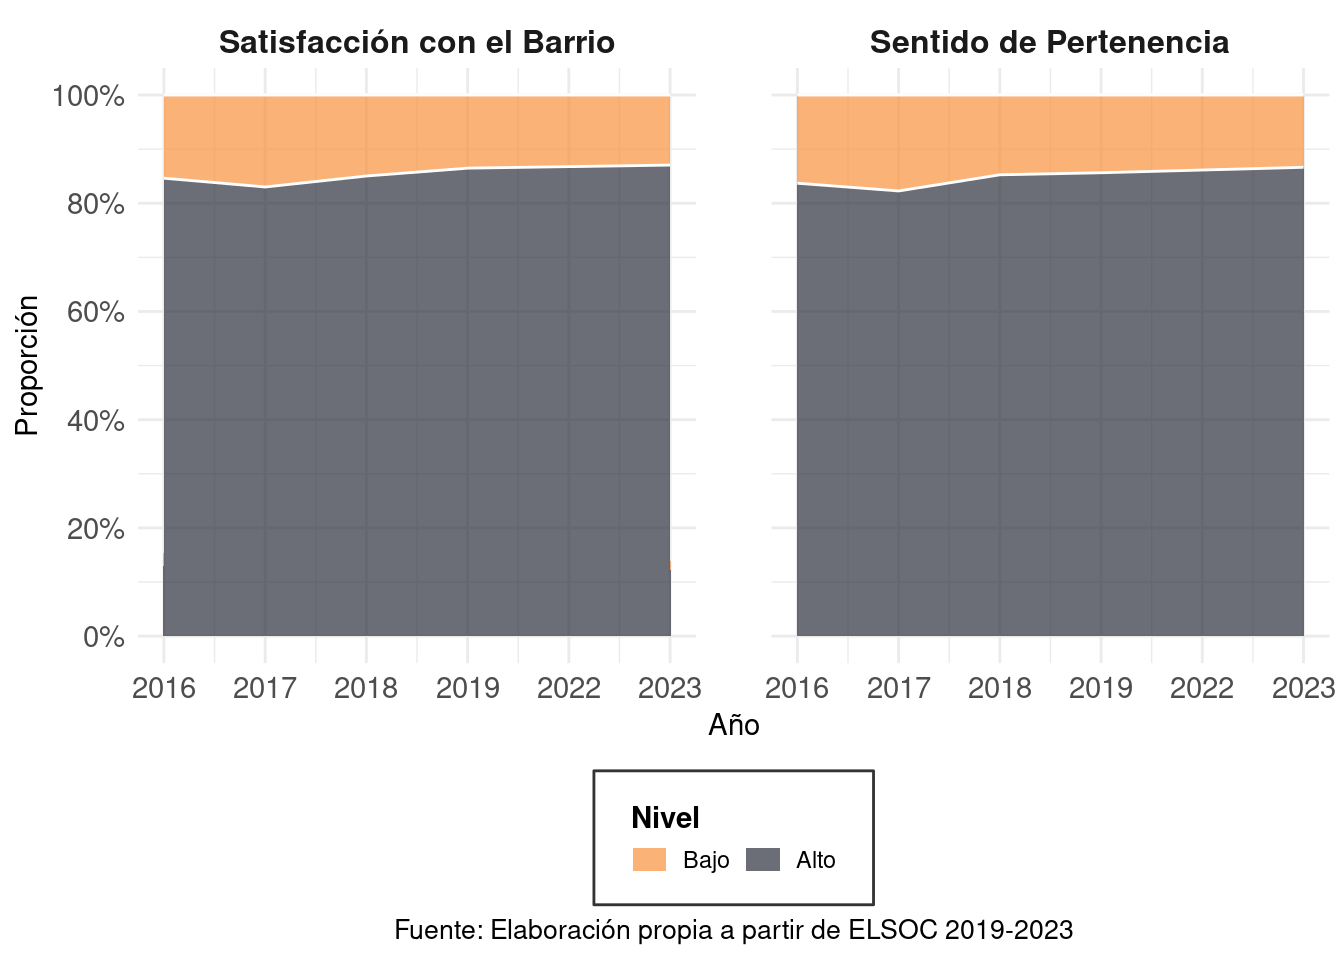 Satisfacción con el Barrio
Sentido de Pertenencia
Proporción
100%
80%
60%
40%
20%
0%
2016 2017 2018 2019 2022 2023
2016 2017 2018 2019 2022 2023
Año
Nivel
Bajo Alto
Fuente: Elaboración propia a partir de ELSOC 2019-2023